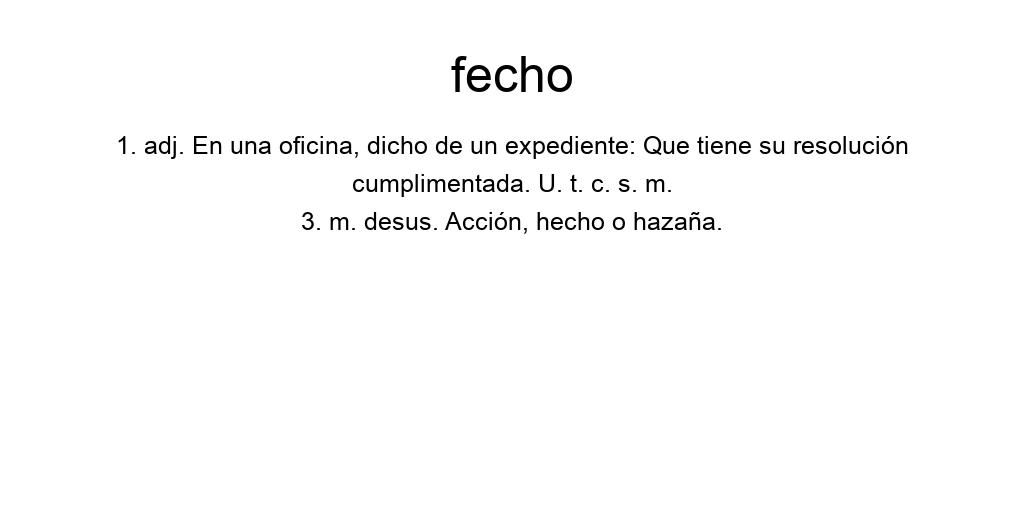 fecho
1. adj. En una oficina, dicho de un expediente: Que tiene su resolución
cumplimentada. U. t. c. s. m.
3. m. desus. Acción, hecho o hazaña.